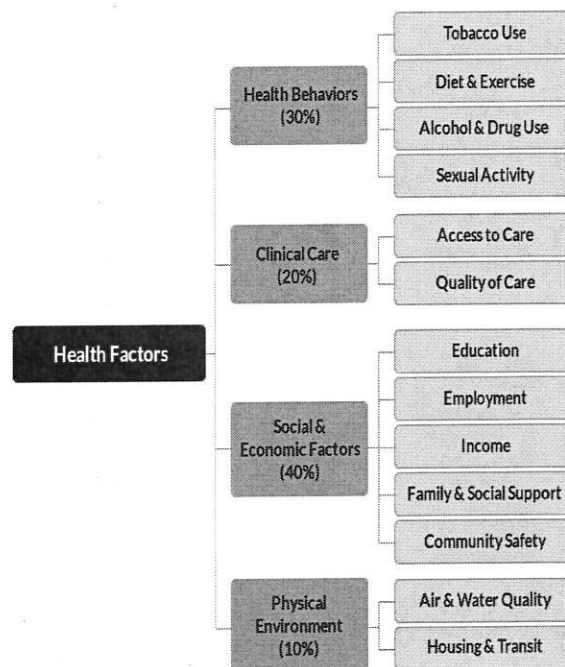 Health Factors
Health Behaviors
(30%)
Tobacco Use
Diet & Exercise
Alcohol & Drug Use
Sexual Activity
Clinical Care
(20%)
Access to Care
Quality of Care
Social &
Economic Factors
(40%)
Education
Employment
Income
Family & Social Support
Community Safety
Physical
Environment
(10%)
Air & Water Quality
Housing & Transit